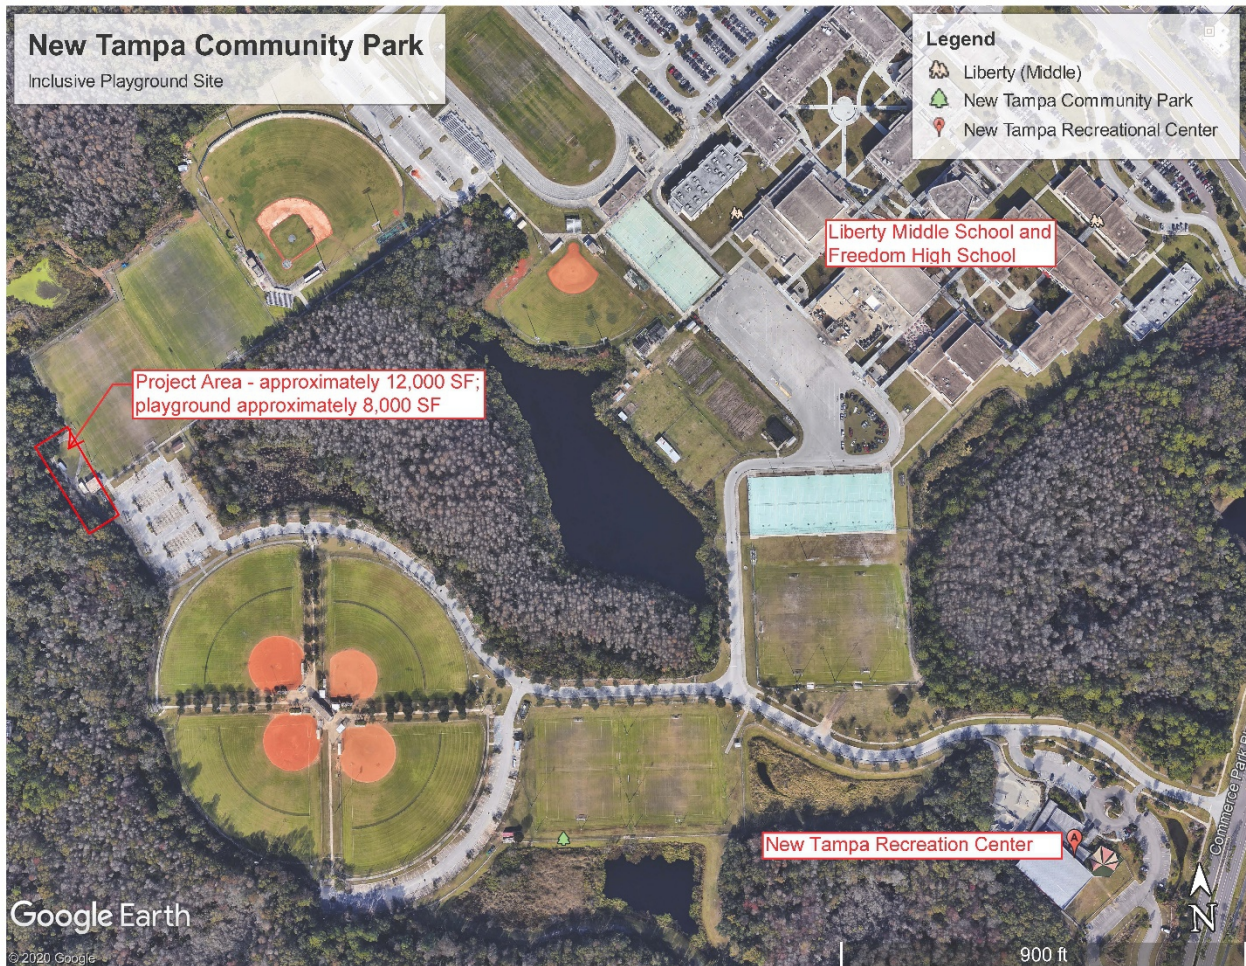 New Tampa Community Park
Inclusive Playground Site
Legend
Liberty (Middle)
New Tampa Community Park
New Tampa Recreational Center
Liberty Middle School and
Freedom High School
Project Area - approximately 12,000 SF;
playground approximately 8,000 SF
New Tampa Recreation Center
A
Commerce Park
Google Earth
© 2020 Google
N
900 ft